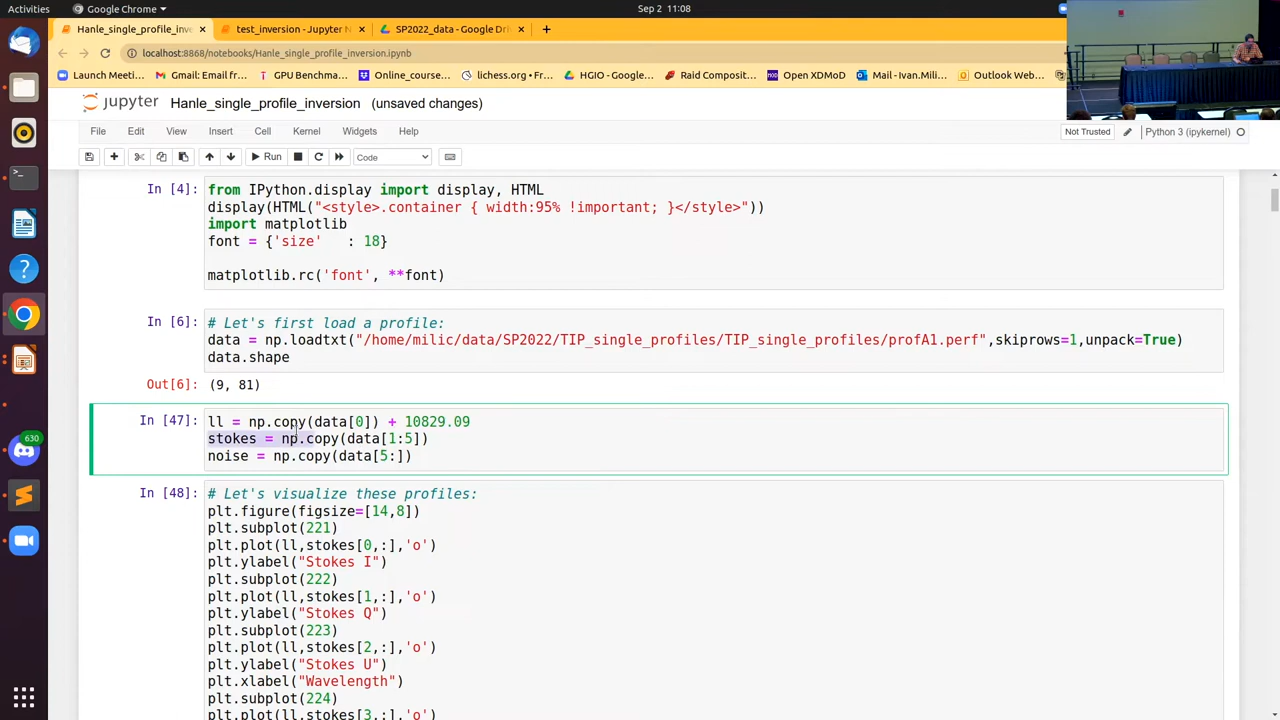 Activities
Google Chrome
Sep 2 11:08
Hanle_single_profile_inve
test_inversion - Jupyter N
SP2022_data - Google Dri
localhost:8868/notebooks/Hanle_single_profile_inversion.ipynb
Launch Meeti...
Gmail: Email fr...
GPU Benchma...
Online_course...
lichess.org • Fr...
HGIO - Google...
Raid Composit...
Open XDMoD
Mail - Ivan.Mili...
Outlook Web...
jupyter
Hanle_single_profile_inversion (unsaved changes)
File Edit View Insert Cell Kernel Widgets Help
Not Trusted
Python 3 (ipykernel)
Run
Code
In [4]:
from IPython.display import display, HTML
display(HTML("<style>.container { width:95% !important; }</style>"))
import matplotlib
font = {'size'   : 18}
matplotlib.rc('font', **font)
In [6]:
# Let's first load a profile:
data = np.loadtxt("/home/milic/data/SP2022/TIP_single_profiles/TIP_single_profiles/profA1.perf",skiprows=1,unpack=True)
data.shape
Out[6]: (9, 81)
In [47]:
ll = np.copy(data[0]) + 10829.09
stokes = np.copy(data[1:5])
noise = np.copy(data[5:])
In [48]:
# Let's visualize these profiles:
plt.figure(figsize=[14,8])
plt.subplot(221)
plt.plot(ll,stokes[0,:],'o')
plt.ylabel("Stokes I")
plt.subplot(222)
plt.plot(ll,stokes[1,:],'o')
plt.ylabel("Stokes Q")
plt.subplot(223)
plt.plot(ll,stokes[2,:],'o')
plt.ylabel("Stokes U")
plt.xlabel("Wavelength")
plt.subplot(224)
plt.plot(ll,stokes[3,:],'o')
630